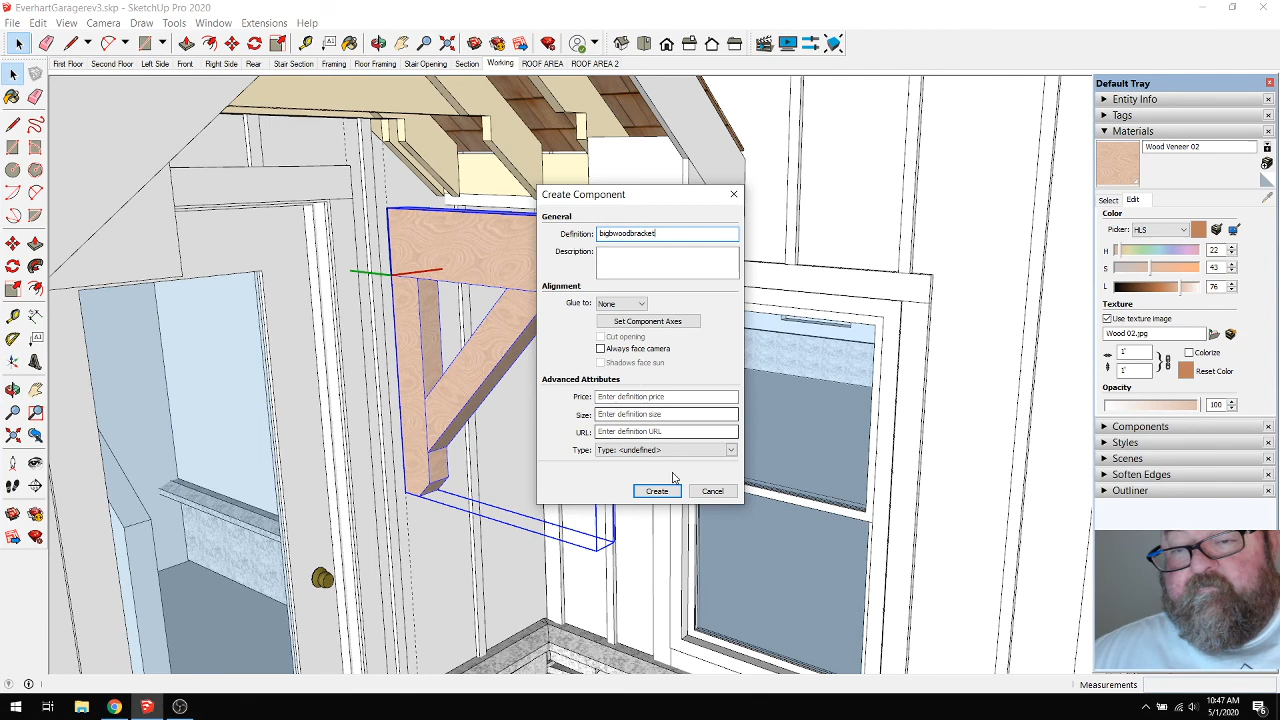 EverhartGaragerev3.skp - SketchUp Pro 2020
File Edit View Camera Draw Tools Window Extensions Help
First Floor Second Floor Left Side Front Right Side Rear Stair Section Framing Floor Framing Stair Opening Section Working ROOF AREA ROOF AREA 2
Create Component
General
Definition: bigbwoodbracket
Description:
Alignment
Glue to: None
Set Component Axes
Cut opening
Always face camera
Shadows face sun
Advanced Attributes
Price: Enter definition price
Size: Enter definition size
URL: Enter definition URL
Type: Type: <undefined>
Create Cancel
Default Tray
Entity Info
Tags
Materials
Wood Veneer 02
Select Edit
Color
Picker: HLS
H 22
S 43
L 76
Texture
Use texture image
Wood 02.jpg
1' Colorize
1' Reset Color
Opacity
100
Components
Styles
Scenes
Soften Edges
Outliner
Measurements
10:47 AM
5/1/2020
6